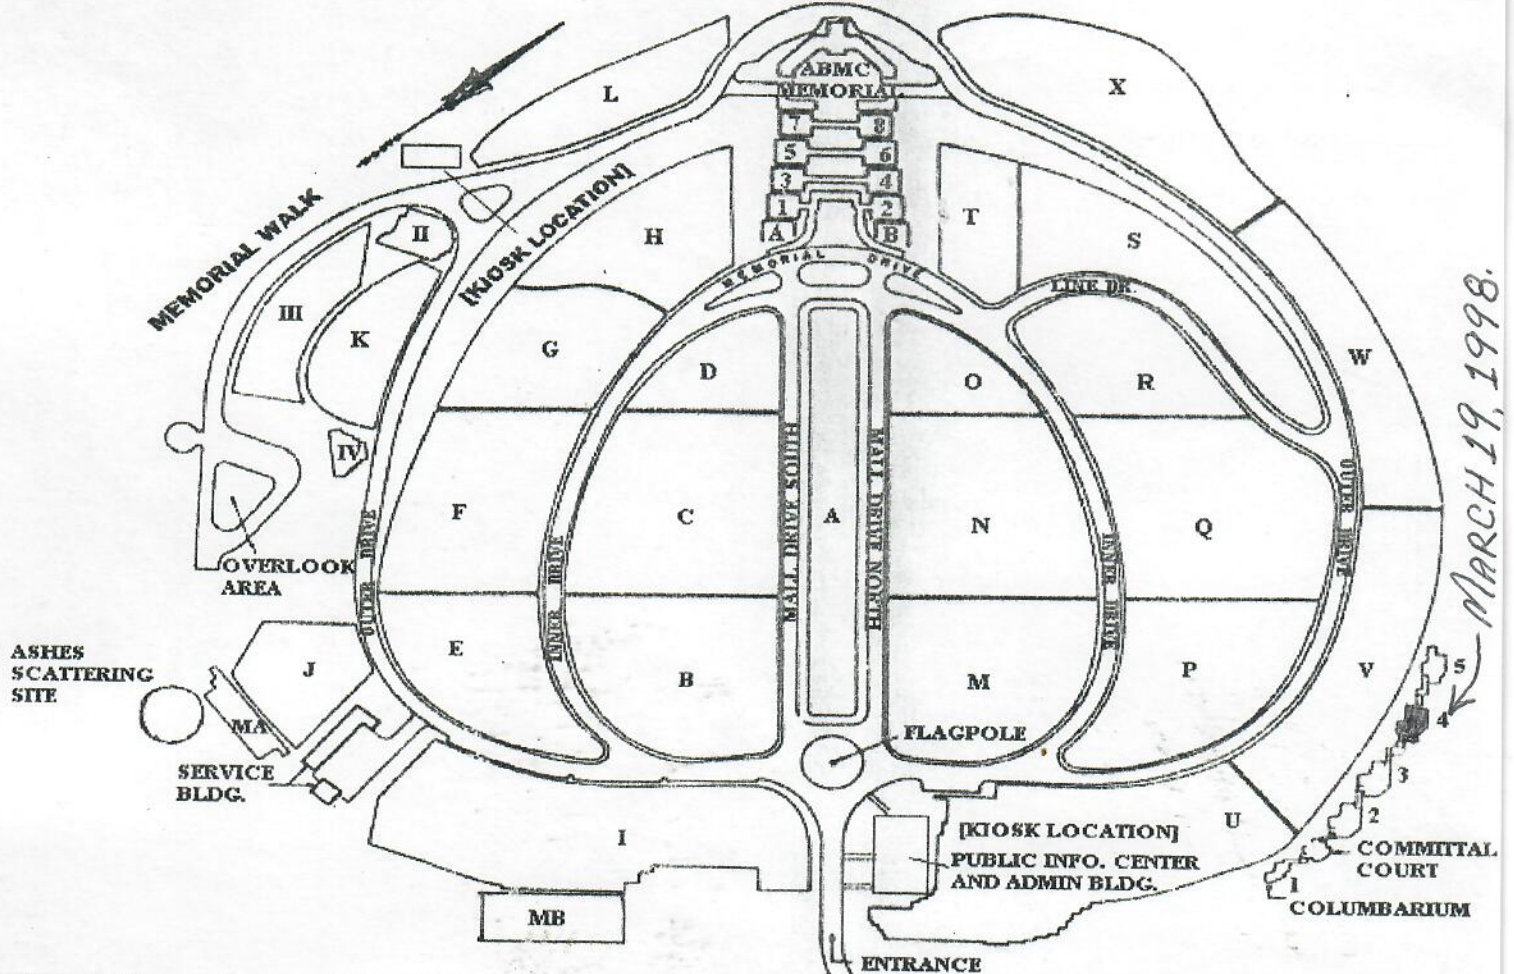 L
X
ABMC
MEMORIAL
7
8
5
6
3
4
1
2
A
B
MEMORIAL WALK
[KIOSK LOCATION]
II
H
T
S
MEMORIAL DRIVE
LINE DR.
III
K
G
D
O
R
W
MARCH 19, 1998.
IV
F
C
MALL DRIVE SOUTH
A
MALL DRIVE NORTH
N
Q
OUTER DRIVE
OVERLOOK
AREA
OUTER DRIVE
INNER DRIVE
INNER DRIVE
ASHES
SCATTERING
SITE
J
E
B
M
P
V
5
MA
FLAGPOLE
4
SERVICE
BLDG.
3
I
[KIOSK LOCATION]
U
2
PUBLIC INFO. CENTER
AND ADMIN BLDG.
COMMITTAL
COURT
1
COLUMBARIUM
MB
ENTRANCE